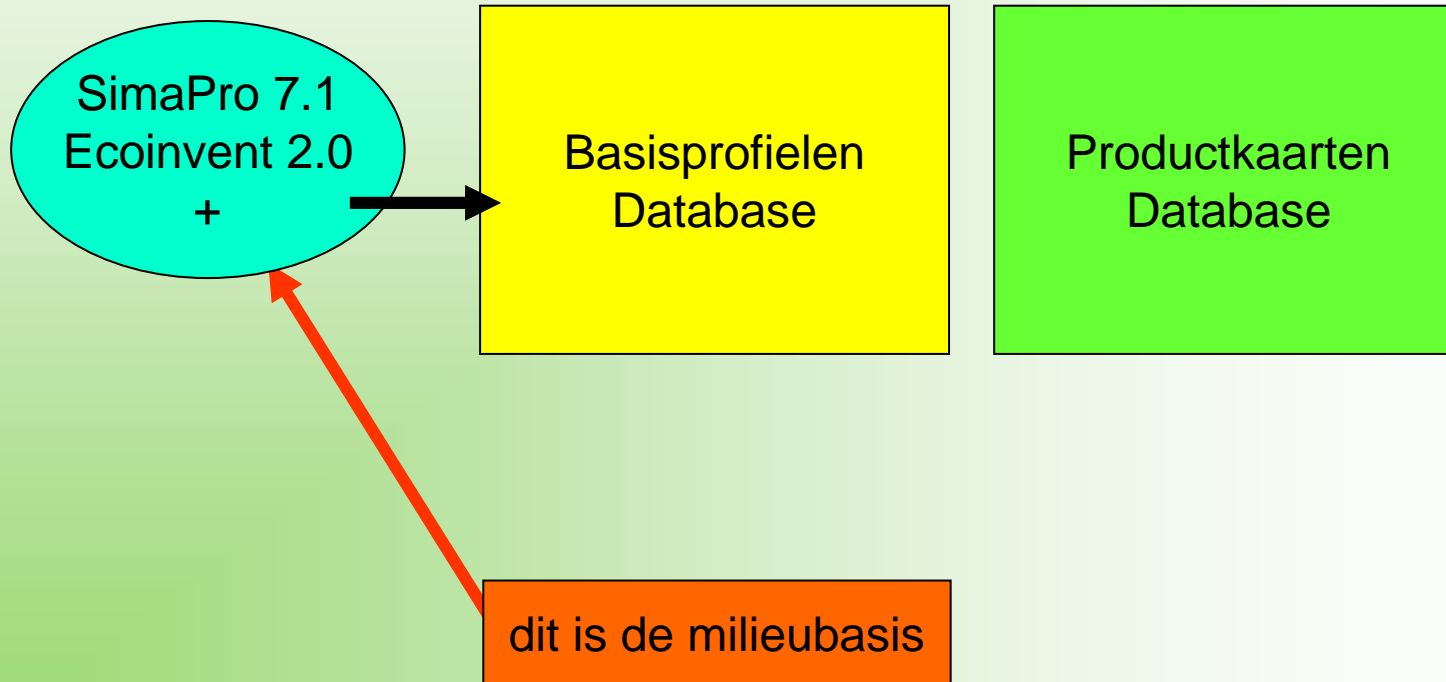 SimaPro 7.1
Ecoinvent 2.0
+
Basisprofielen
Database
Productkaarten
Database
dit is de milieubasis